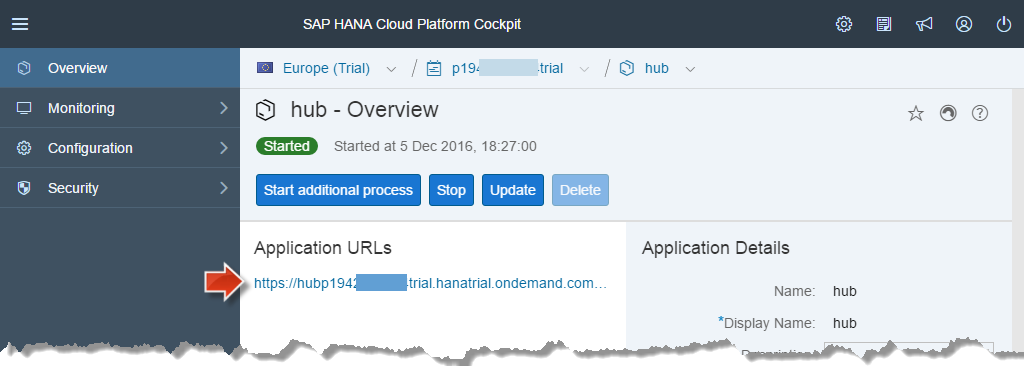 SAP HANA Cloud Platform Cockpit
Overview
Monitoring
Configuration
Security
Europe (Trial) / p194 trial / hub
hub - Overview
Started Started at 5 Dec 2016, 18:27:00
Start additional process Stop Update Delete
Application URLs
https://hubp1942 -trial.hanatrial.ondemand.com...
Application Details
Name: hub
*Display Name: hub
Description